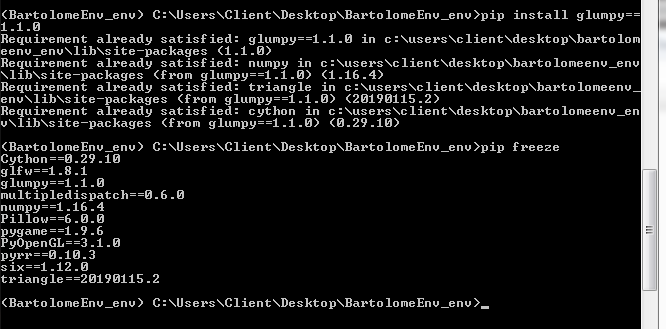 (BartolomeEnv_env) C:\Users\Client\Desktop\BartolomeEnv_env>pip install glumpy==
1.1.0
Requirement already satisfied: glumpy==1.1.0 in c:\users\client\desktop\bartolom
eenv_env\lib\site-packages (1.1.0)
Requirement already satisfied: numpy in c:\users\client\desktop\bartolomeenv_env
\lib\site-packages (from glumpy==1.1.0) (1.16.4)
Requirement already satisfied: triangle in c:\users\client\desktop\bartolomeenv_
env\lib\site-packages (from glumpy==1.1.0) (20190115.2)
Requirement already satisfied: cython in c:\users\client\desktop\bartolomeenv_en
v\lib\site-packages (from glumpy==1.1.0) (0.29.10)
(BartolomeEnv_env) C:\Users\Client\Desktop\BartolomeEnv_env>pip freeze
Cython==0.29.10
glfw==1.8.1
glumpy==1.1.0
multipledispatch==0.6.0
numpy==1.16.4
Pillow==6.0.0
pygame==1.9.6
PyOpenGL==3.1.0
pyrr==0.10.3
six==1.12.0
triangle==20190115.2
(BartolomeEnv_env) C:\Users\Client\Desktop\BartolomeEnv_env>_